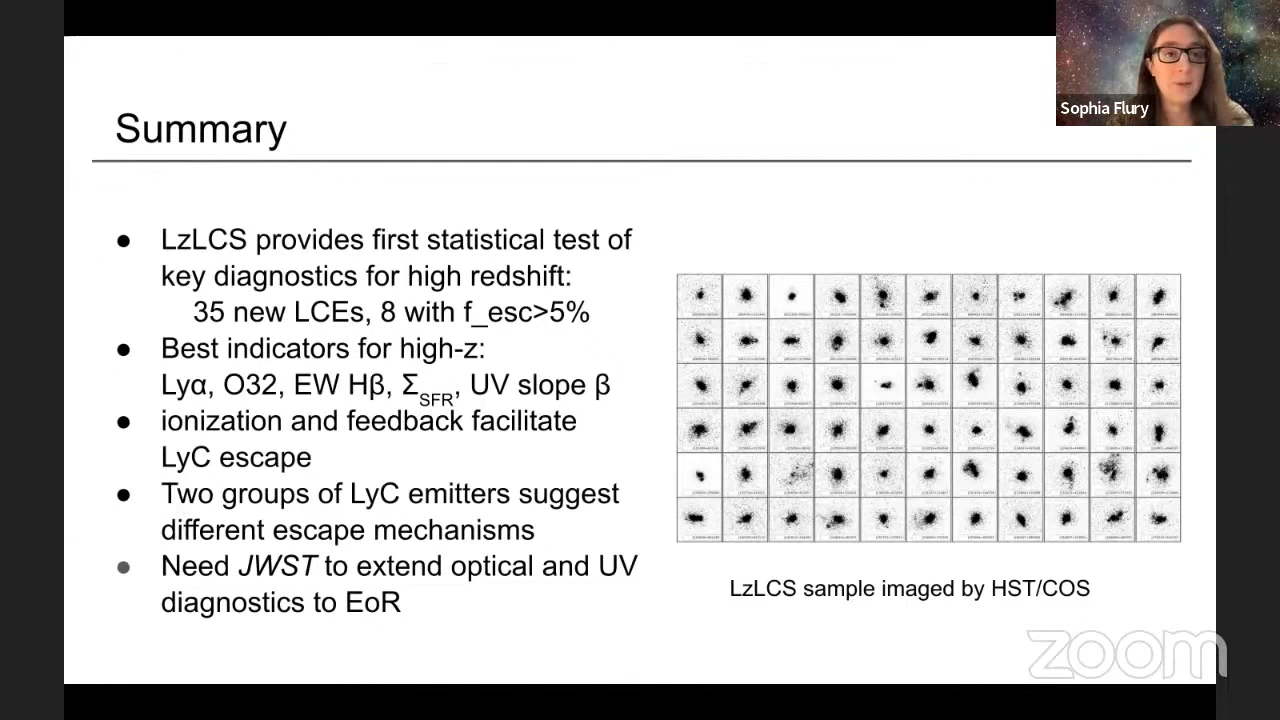 Sophia Flury
Summary
● LzLCS provides first statistical test of
key diagnostics for high redshift:
35 new LCEs, 8 with f_esc>5%
● Best indicators for high-z:
Lyα, O32, EW Hβ, Σ_SFR, UV slope β
● ionization and feedback facilitate
LyC escape
● Two groups of LyC emitters suggest
different escape mechanisms
● Need JWST to extend optical and UV
diagnostics to EoR
LzLCS sample imaged by HST/COS
zoom